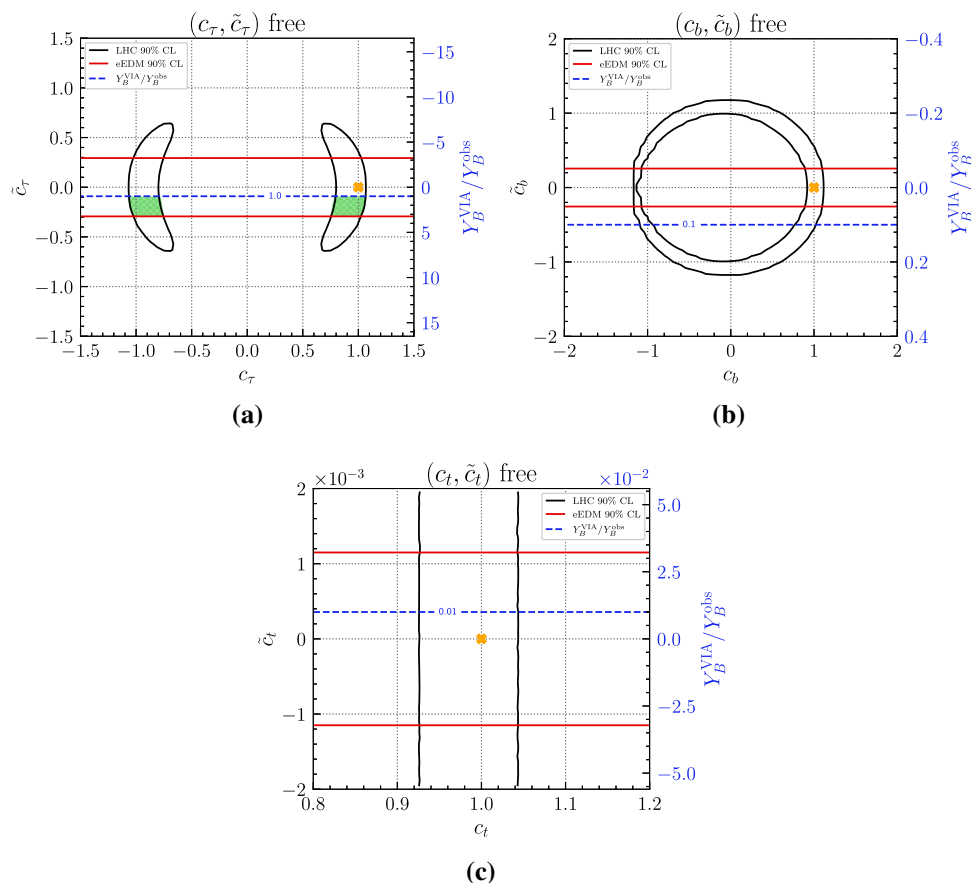 (c_τ, c̃_τ) free
1.5
1.0
0.5
0.0
−0.5
−1.0
−1.5
c̃_τ
LHC 90% CL
eEDM 90% CL
Y_B^VIA/Y_B^obs
1.0
−15
−10
−5
0
5
10
15
Y_B^VIA/Y_B^obs
−1.5 −1.0 −0.5 0.0 0.5 1.0 1.5
c_τ
(a)
(c_b, c̃_b) free
2
1
0
−1
−2
c̃_b
LHC 90% CL
eEDM 90% CL
Y_B^VIA/Y_B^obs
0.1
−0.4
−0.2
0.0
0.2
0.4
Y_B^VIA/Y_B^obs
−2 −1 0 1 2
c_b
(b)
×10⁻³
(c_t, c̃_t) free
×10⁻²
2
1
0
−1
−2
c̃_t
LHC 90% CL
eEDM 90% CL
Y_B^VIA/Y_B^obs
0.01
5.0
2.5
0.0
−2.5
−5.0
Y_B^VIA/Y_B^obs
0.8 0.9 1.0 1.1 1.2
c_t
(c)